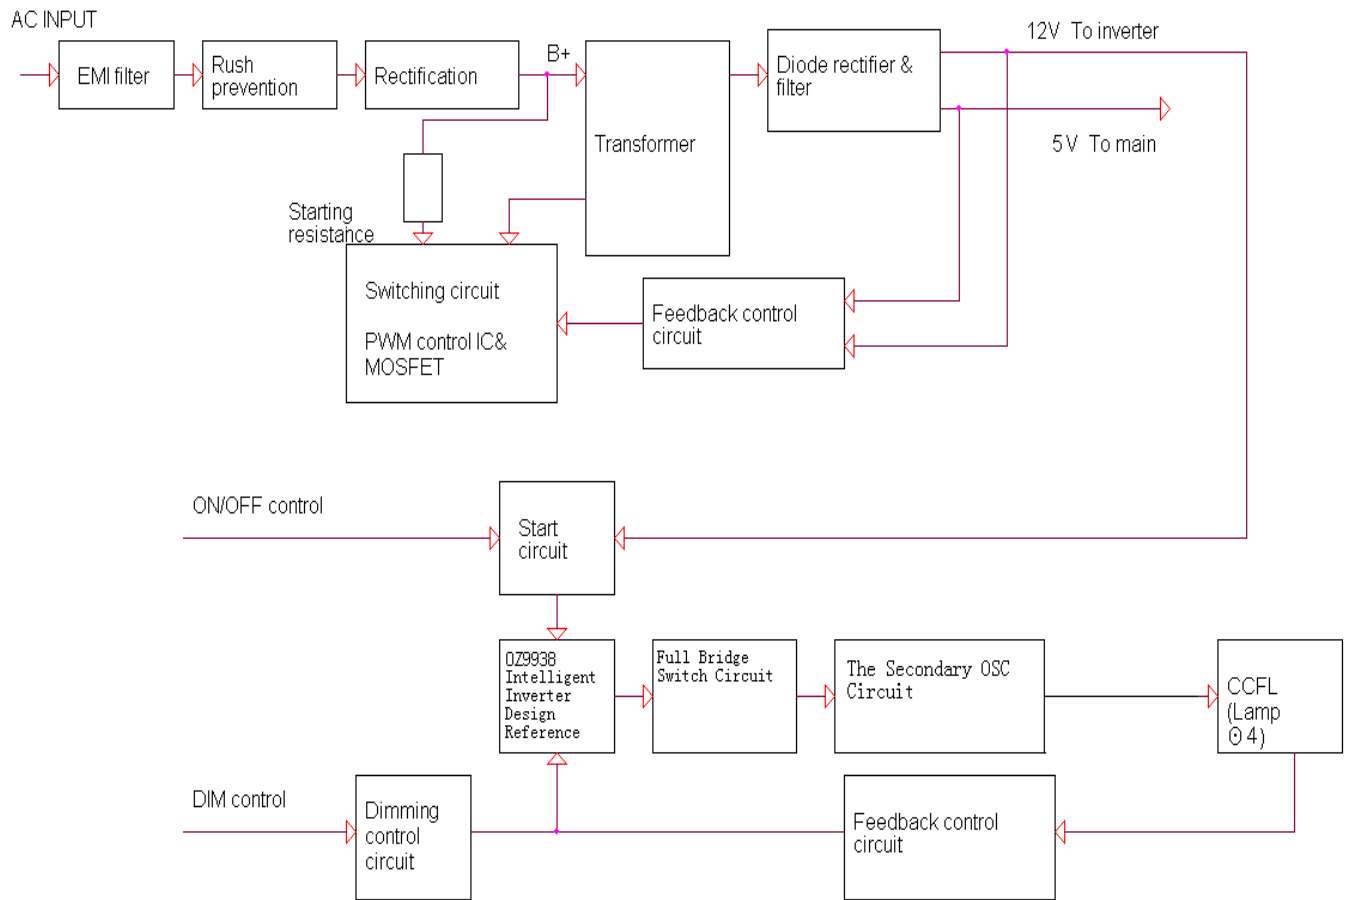 AC INPUT
EMI filter
Rush
prevention
Rectification
B+
Transformer
Diode rectifier &
filter
12V To inverter
5V To main
Starting
resistance
Switching circuit
PWM control IC&
MOSFET
Feedback control
circuit
ON/OFF control
Start
circuit
OZ9938
Intelligent
Inverter
Design
Reference
Full Bridge
Switch Circuit
The Secondary OSC
Circuit
CCFL
(Lamp
⊙4)
DIM control
Dimming
control
circuit
Feedback control
circuit